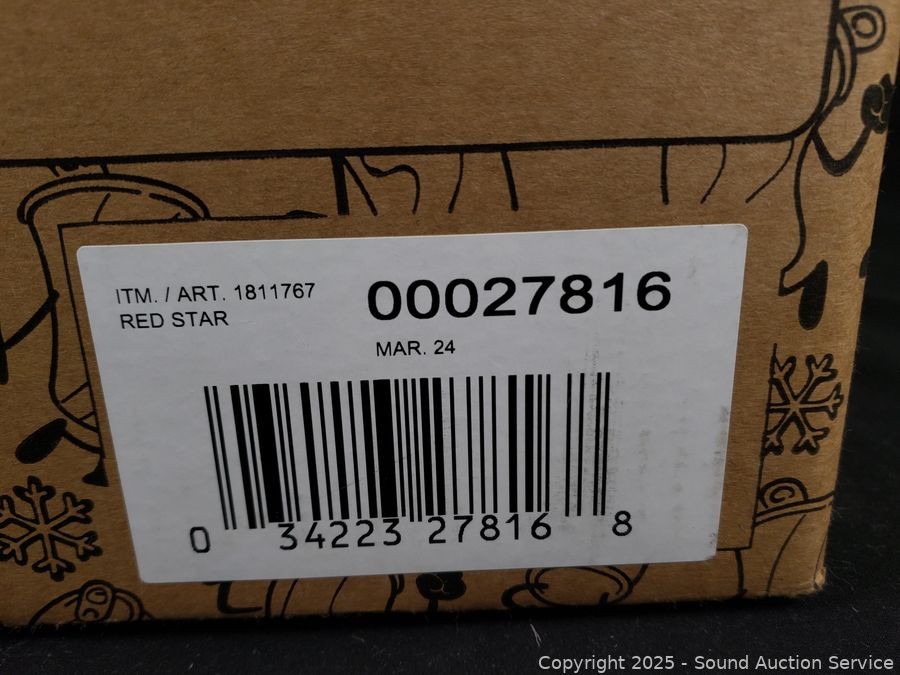 ITM. / ART. 1811767
RED STAR
00027816
MAR. 24
0 34223 27816 8
Copyright 2025 - Sound Auction Service